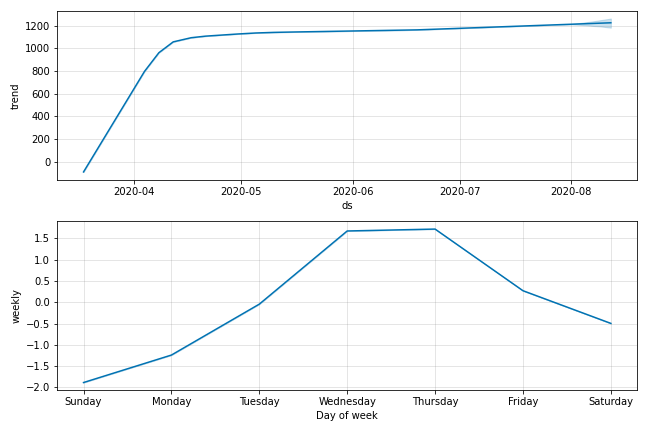 1200
1000
800
600
400
200
0
trend
2020-04 2020-05 2020-06 2020-07 2020-08
ds
1.5
1.0
0.5
0.0
−0.5
−1.0
−1.5
−2.0
weekly
Sunday Monday Tuesday Wednesday Thursday Friday Saturday
Day of week